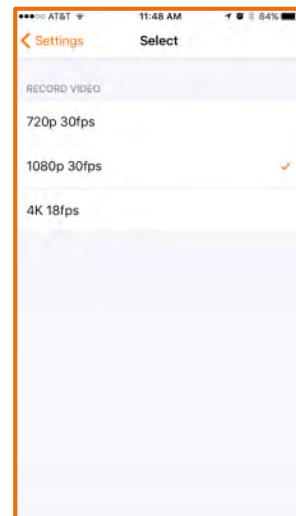 AT&T 11:48 AM 84%
Settings Select
RECORD VIDEO
720p 30fps
1080p 30fps
4K 18fps